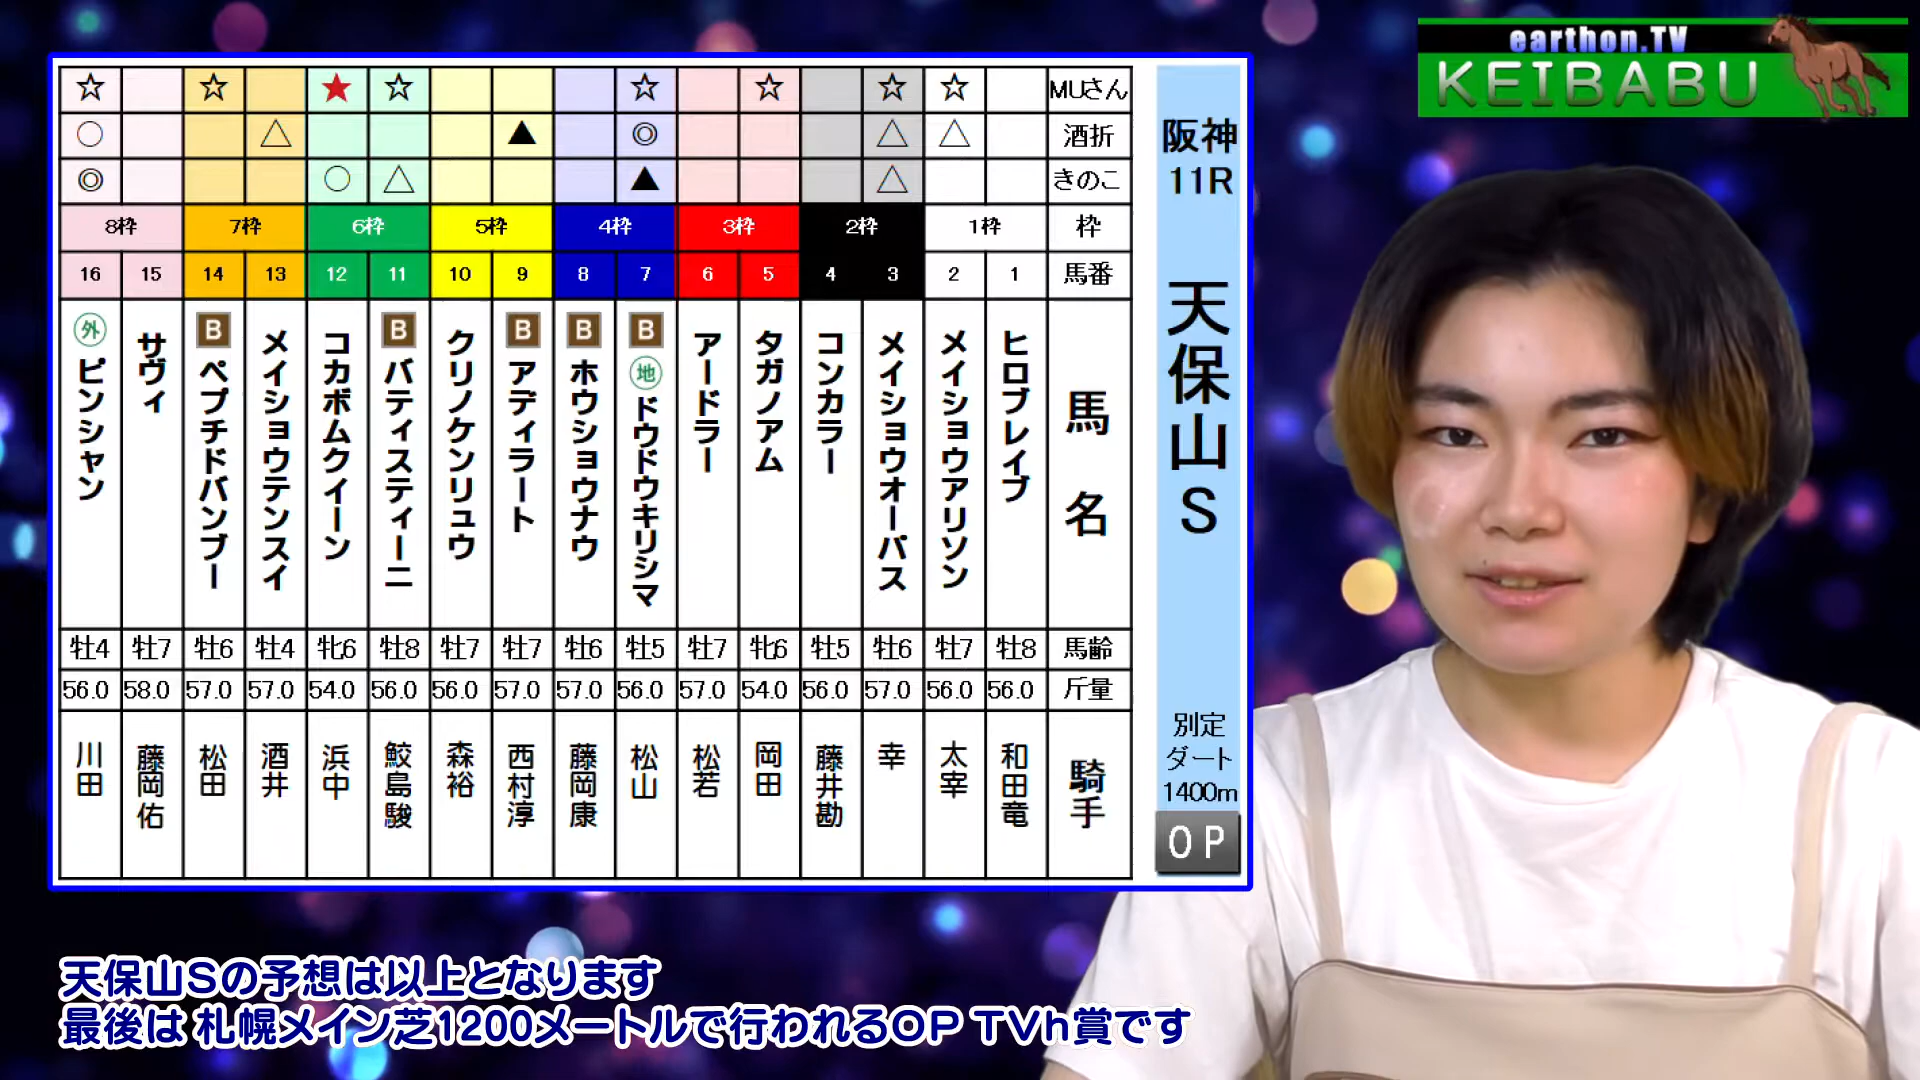 earthon.TV
KEIBABU
阪神
11R
天保山S
別定
ダート
1400m
OP
☆ ☆ ★ ☆ ☆ ☆ ☆ ☆ MUさん
○ △ ▲ ◎ △ △ 酒折
◎ ○ △ ▲ △ きのこ
8枠 7枠 6枠 5枠 4枠 3枠 2枠 1枠 枠
16 15 14 13 12 11 10 9 8 7 6 5 4 3 2 1 馬番
馬名
ヒロブレイブ
メイショウアリソン
メイショウオーパス
コンカラー
タガノアム
アードラー
B 地 ドウドウキリシマ
B ホウショウナウ
B アディラート
クリノケンリュウ
B バティスティーニ
コカボムクイーン
メイショウテンスイ
B ペプチドバンブー
サヴィ
外 ピンシャン
牡4 牡7 牡6 牡4 牝6 牡8 牡7 牡7 牡6 牡5 牡7 牝6 牡5 牡6 牡7 牡8 馬齢
56.0 58.0 57.0 57.0 54.0 56.0 56.0 57.0 57.0 56.0 57.0 54.0 56.0 57.0 56.0 56.0 斤量
川田 藤岡佑 松田 酒井 浜中 鮫島駿 森裕 西村淳 藤岡康 松山 松若 岡田 藤井勘 幸 太宰 和田竜 騎手
天保山Sの予想は以上となります
最後は 札幌メイン芝1200メートルで行われるOP TVh賞です